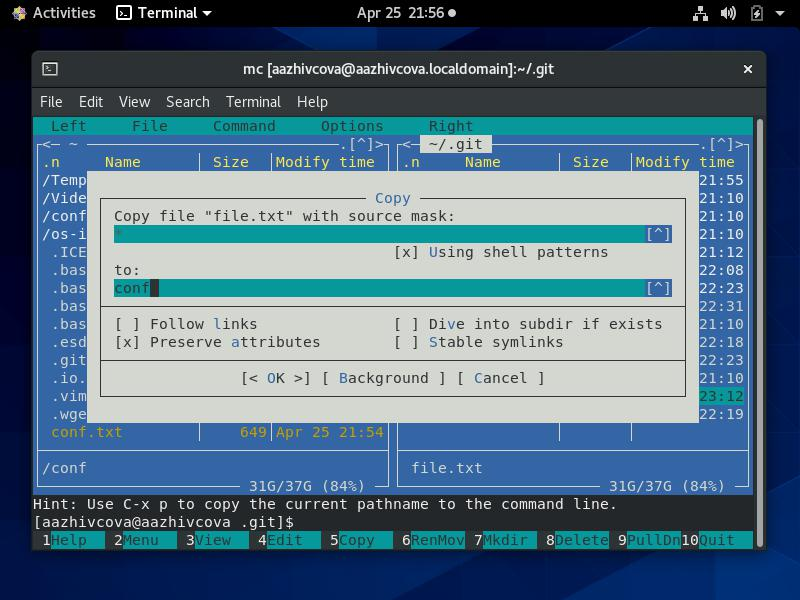 Activities Terminal Apr 25 21:56
mc [aazhivcova@aazhivcova.localdomain]:~/.git
File Edit View Search Terminal Help
Left File Command Options Right
<─ ~ .[^]> <─ ~/.git .[^]>
.n Name Size Modify time .n Name Size Modify time
/Temp 21:55
/Vide 21:10
/conf 21:10
/os-i 21:10
.ICE 21:12
.bas 22:08
.bas 22:23
.bas 22:31
.bas 21:10
.esd 22:18
.git 22:23
.io. 21:10
.vim 23:12
.wge 22:19
Copy
Copy file "file.txt" with source mask:
* [^]
[x] Using shell patterns
to:
conf [^]
[ ] Follow links [ ] Dive into subdir if exists
[x] Preserve attributes [ ] Stable symlinks
[< OK >] [ Background ] [ Cancel ]
conf.txt 649 Apr 25 21:54
/conf file.txt
31G/37G (84%) 31G/37G (84%)
Hint: Use C-x p to copy the current pathname to the command line.
[aazhivcova@aazhivcova .git]$
1Help 2Menu 3View 4Edit 5Copy 6RenMov 7Mkdir 8Delete 9PullDn 10Quit